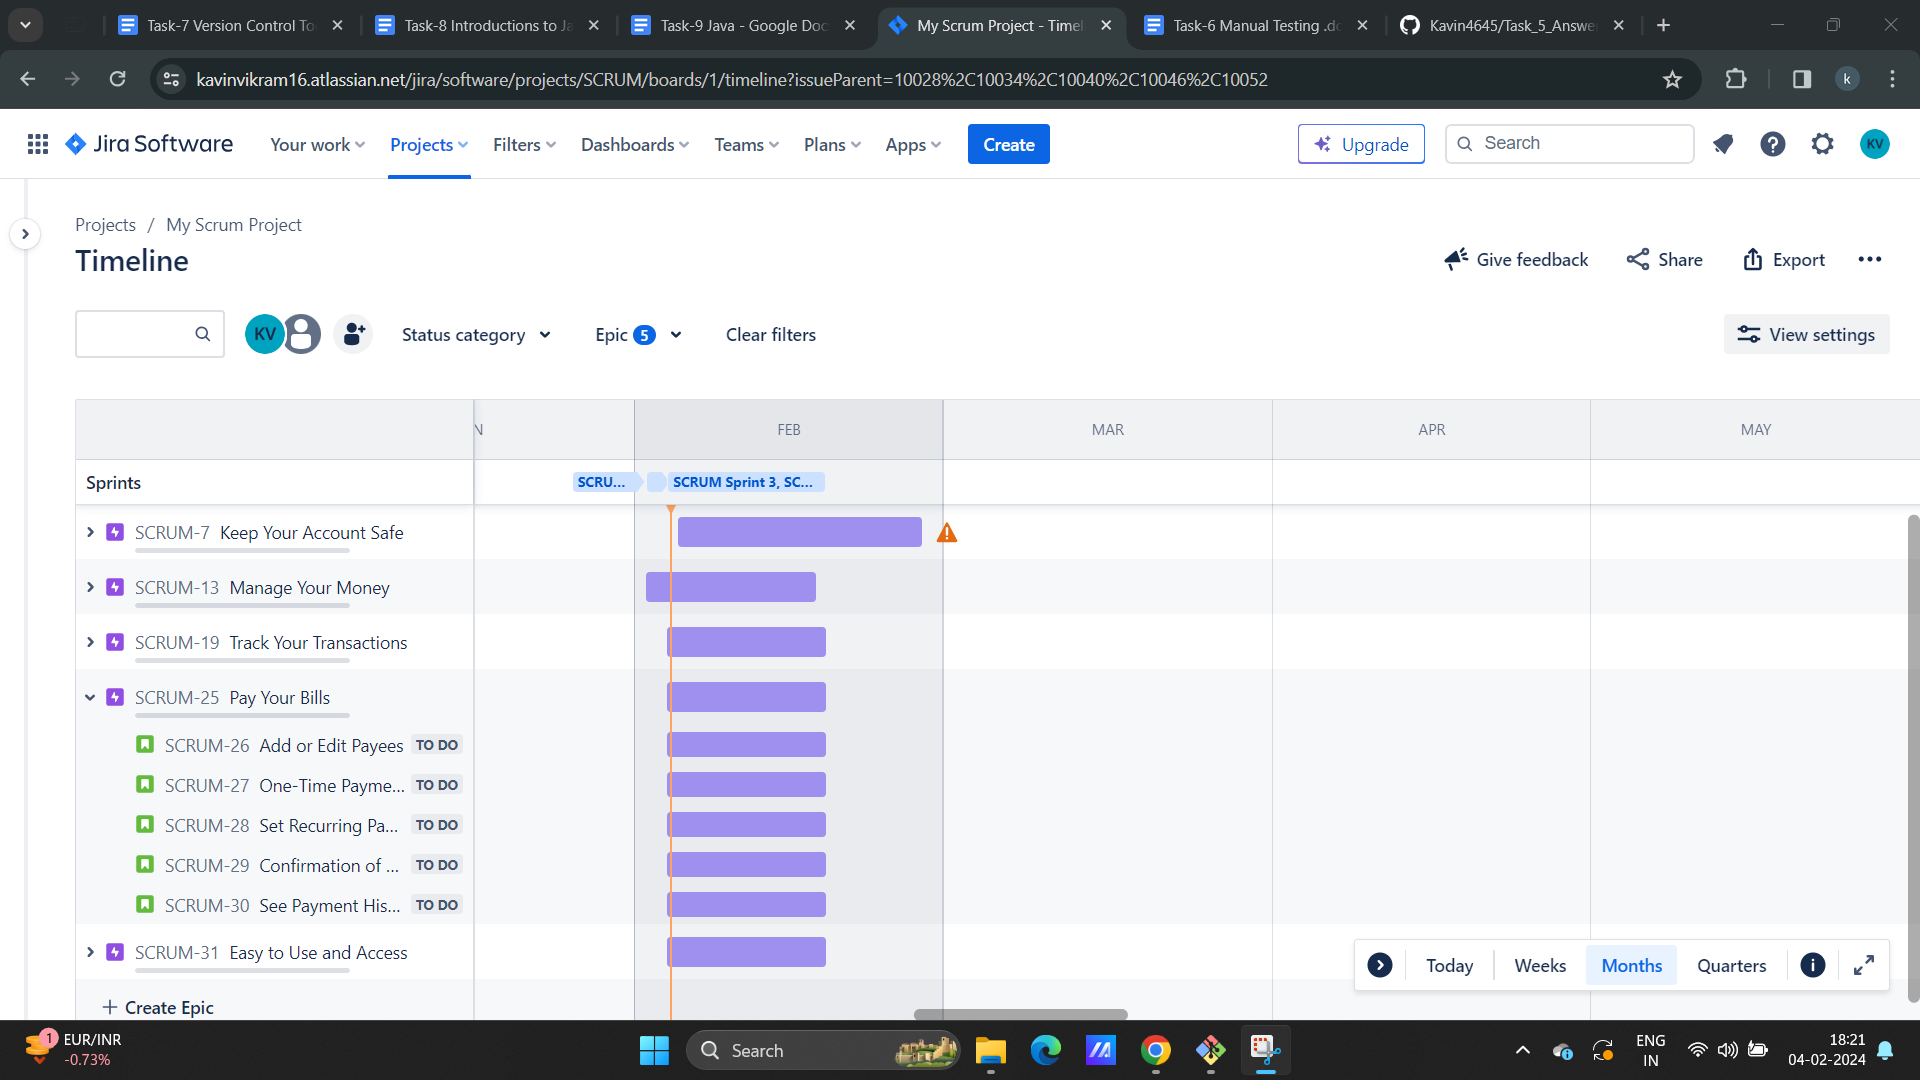 Task-7 Version Control To
Task-8 Introductions to Ja
Task-9 Java - Google Doc
My Scrum Project - Timel
Task-6 Manual Testing .do
Kavin4645/Task_5_Answe
kavinvikram16.atlassian.net/jira/software/projects/SCRUM/boards/1/timeline?issueParent=10028%2C10034%2C10040%2C10046%2C10052
k
Jira Software
Your work
Projects
Filters
Dashboards
Teams
Plans
Apps
Create
Upgrade
Search
KV
Projects / My Scrum Project
Timeline
Give feedback
Share
Export
KV
Status category
Epic 5
Clear filters
View settings
N
FEB
MAR
APR
MAY
Sprints
SCRU...
SCRUM Sprint 3, SC...
SCRUM-7 Keep Your Account Safe
SCRUM-13 Manage Your Money
SCRUM-19 Track Your Transactions
SCRUM-25 Pay Your Bills
SCRUM-26 Add or Edit Payees TO DO
SCRUM-27 One-Time Payme... TO DO
SCRUM-28 Set Recurring Pa... TO DO
SCRUM-29 Confirmation of ... TO DO
SCRUM-30 See Payment His... TO DO
SCRUM-31 Easy to Use and Access
+ Create Epic
Today
Weeks
Months
Quarters
1
EUR/INR
-0.73%
Search
ENG
IN
18:21
04-02-2024